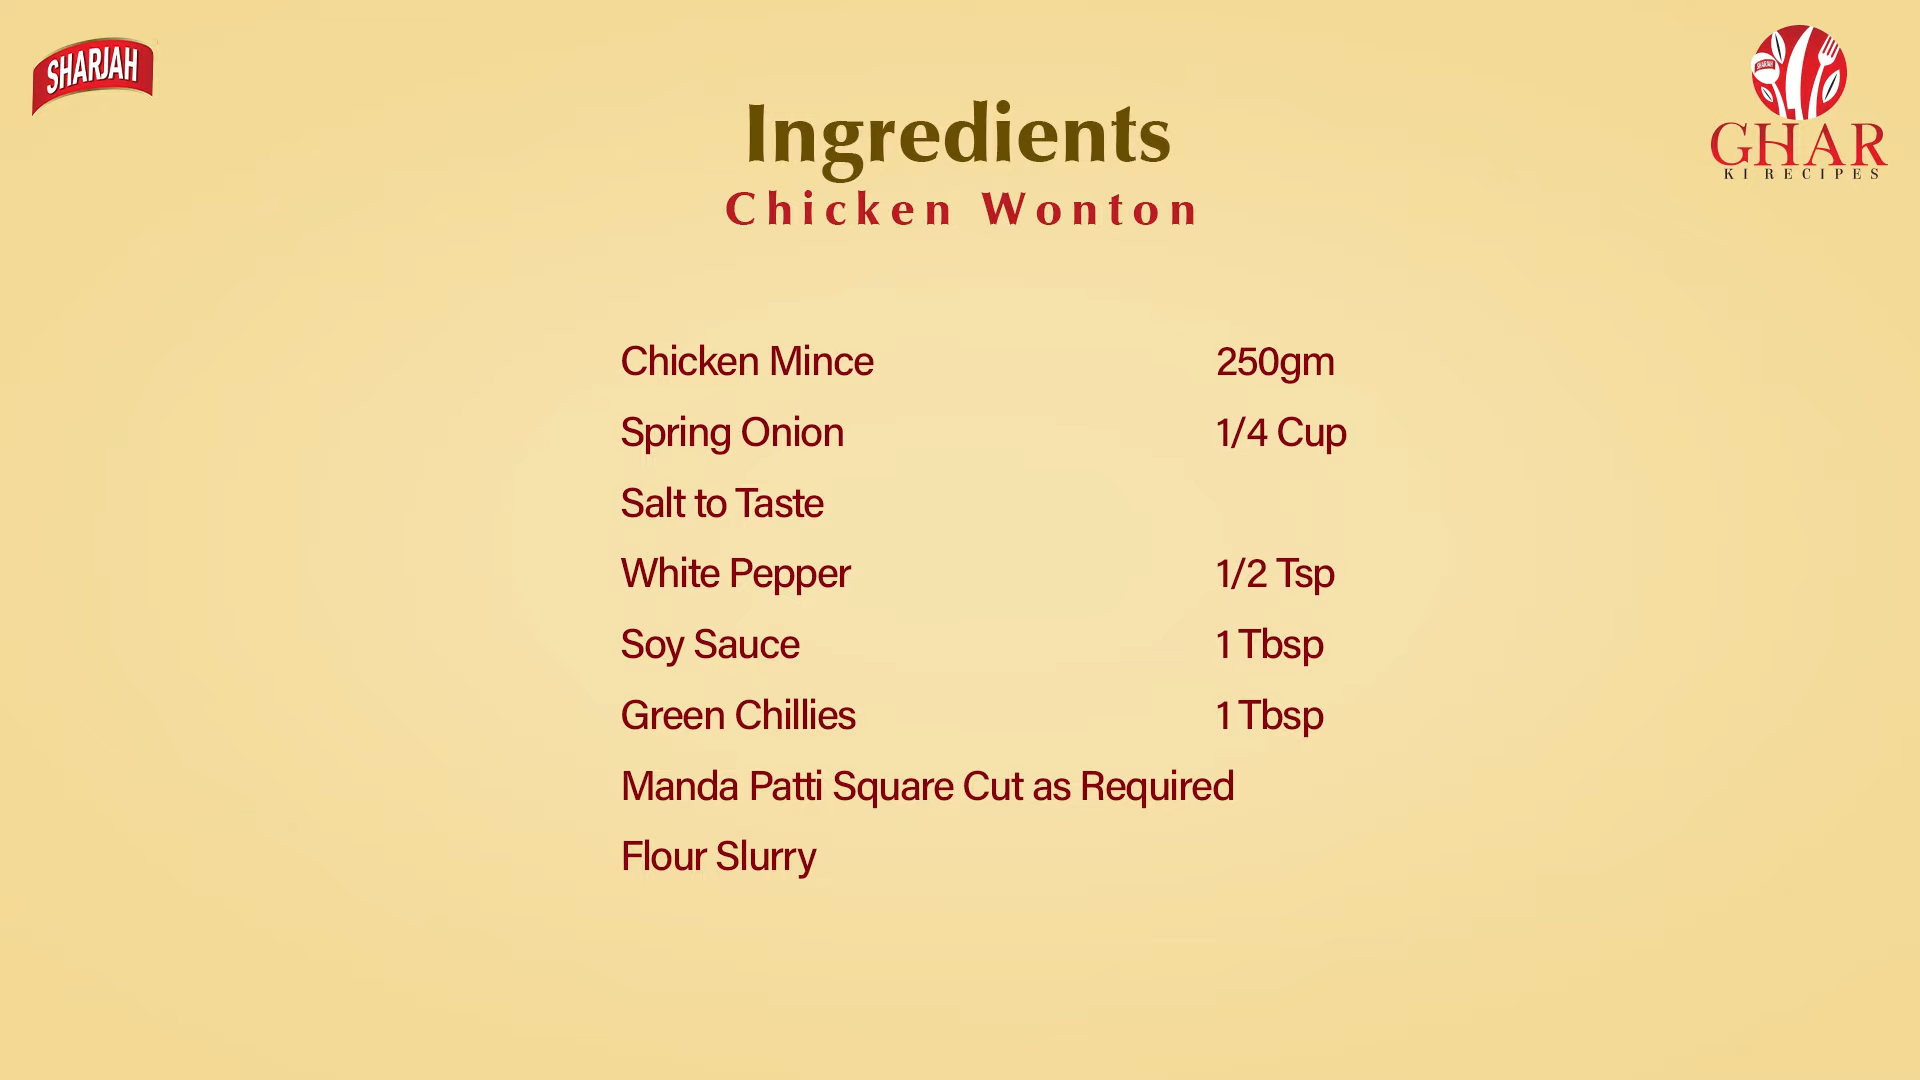 SHARJAH
GHAR
KI RECIPES
Ingredients
Chicken Wonton
Chicken Mince 250gm
Spring Onion 1/4 Cup
Salt to Taste
White Pepper 1/2 Tsp
Soy Sauce 1 Tbsp
Green Chillies 1 Tbsp
Manda Patti Square Cut as Required
Flour Slurry